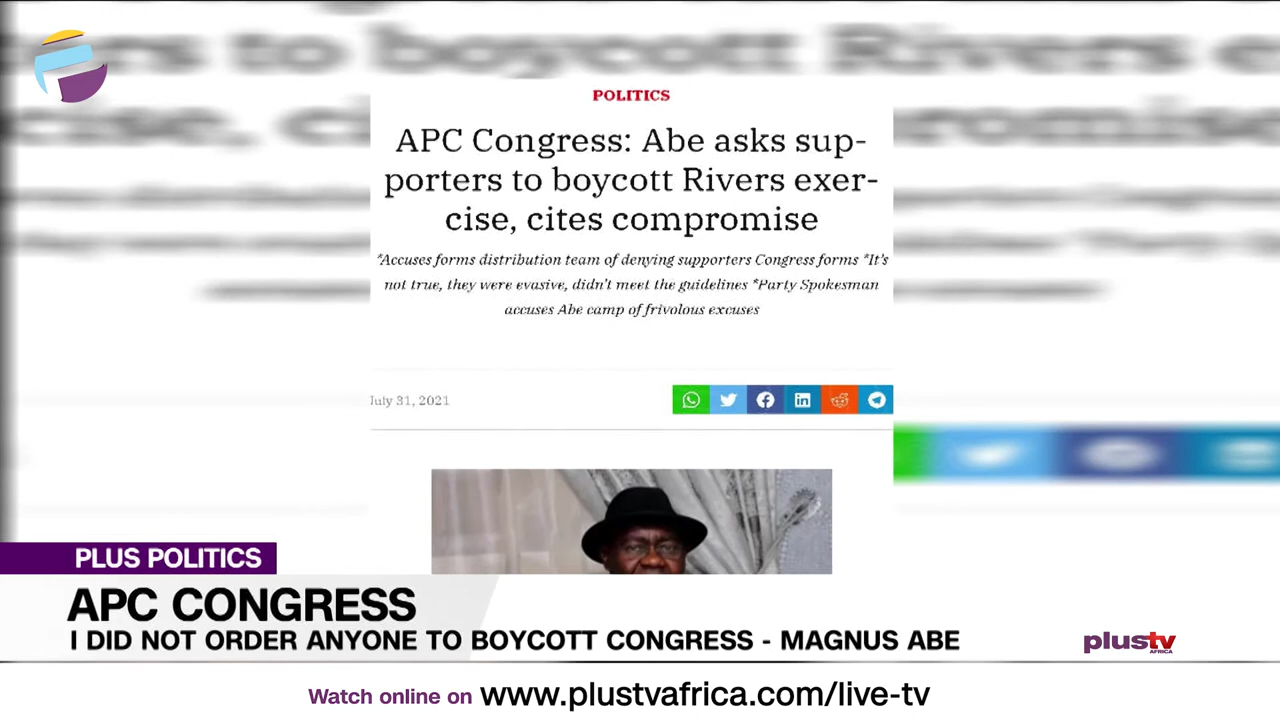 POLITICS
APC Congress: Abe asks sup-
porters to boycott Rivers exer-
cise, cites compromise
*Accuses forms distribution team of denying supporters Congress forms *It's
not true, they were evasive, didn't meet the guidelines *Party Spokesman
accuses Abe camp of frivolous excuses
July 31, 2021
PLUS POLITICS
APC CONGRESS
I DID NOT ORDER ANYONE TO BOYCOTT CONGRESS - MAGNUS ABE
plustv
AFRICA
Watch online on www.plustvafrica.com/live-tv